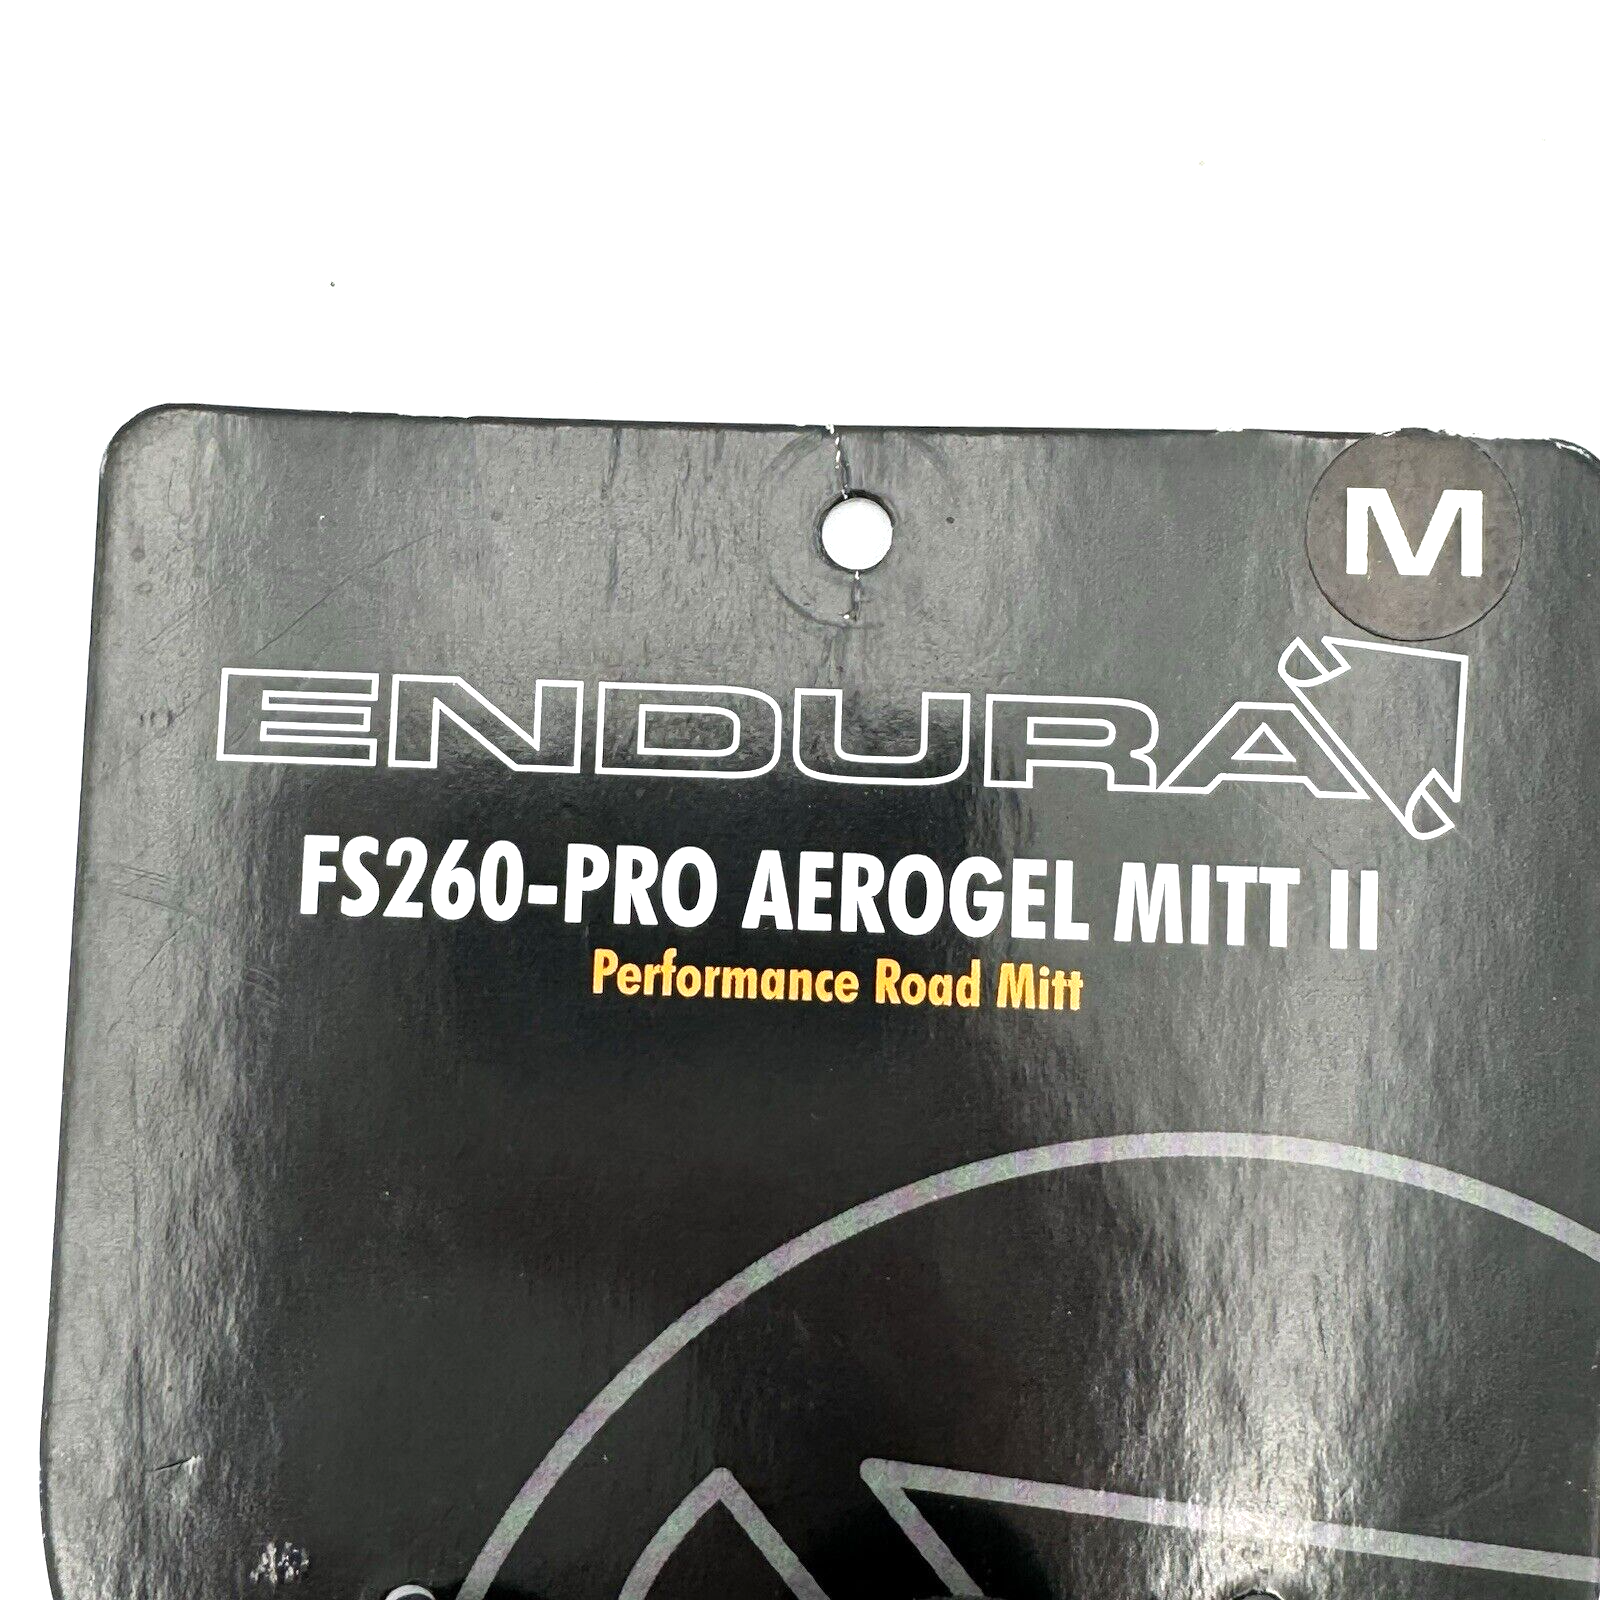 M
ENDURA
FS260-PRO AEROGEL MITT II
Performance Road Mitt